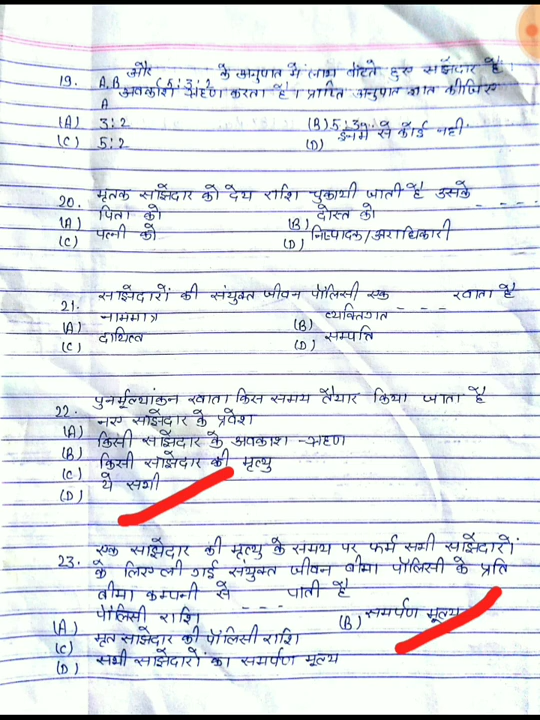 19. A, B और के अनुपात में लाभ बाँटते हुए साझेदार हैं।
A (5:3:2 अवकाश ग्रहण करता है। प्राप्ति अनुपात ज्ञात कीजिए
(A) 3:2 (B) 5:3
(C) 5:2 (D) इनमें से कोई नहीं
20. मृतक साझेदार को देय राशि चुकायी जाती है उसके - - - -
(A) पिता को (B) दोस्त को
(C) पत्नी को (D) निष्पादक/अराधिकारी
21. साझेदारों की संयुक्त जीवन पॉलिसी एक - - - खाता है
(A) नाममात्र (B) व्यक्तिगत
(C) दायित्व (D) सम्पत्ति
22. पुनर्मूल्यांकन खाता किस समय तैयार किया जाता है
(A) नए साझेदार के प्रवेश
(B) किसी साझेदार के अवकाश-ग्रहण
(C) किसी साझेदार की मृत्यु
(D) ये सभी
23. एक साझेदार की मृत्यु के समय पर फर्म सभी साझेदारों
के लिए ली गई संयुक्त जीवन बीमा पॉलिसी के प्रति
बीमा कम्पनी से - - - पाती है
(A) पॉलिसी राशि (B) समर्पण मूल्य
(C) मृत साझेदार की पॉलिसी राशि
(D) सभी साझेदारों का समर्पण मूल्य